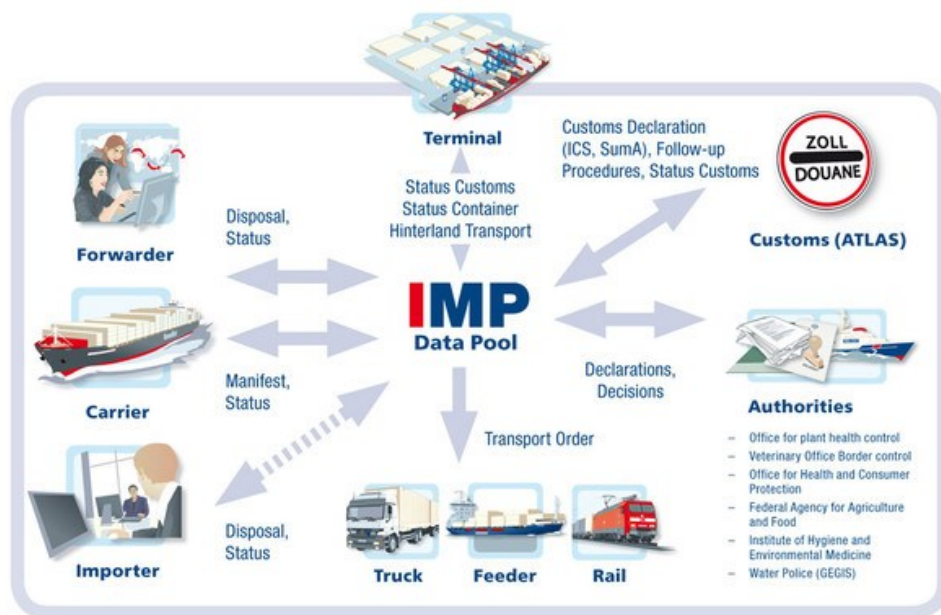 Terminal
Customs Declaration
(ICS, SumA), Follow-up
Procedures, Status Customs
ZOLL
DOUANE
Customs (ATLAS)
Status Customs
Status Container
Hinterland Transport
Forwarder
Disposal,
Status
IMP
Data Pool
Carrier
Manifest,
Status
Declarations,
Decisions
Authorities
– Office for plant health control
– Veterinary Office Border control
– Office for Health and Consumer
Protection
– Federal Agency for Agriculture
and Food
– Institute of Hygiene and
Environmental Medicine
– Water Police (GEGIS)
Transport Order
Importer
Disposal,
Status
Truck
Feeder
Rail